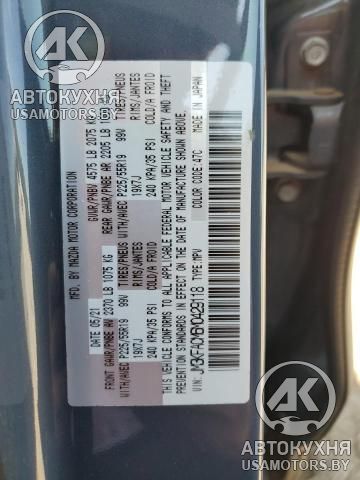 АВТОКУХНЯ
USAMOTORS.BY
MFD. BY: MAZDA MOTOR CORPORATION
DATE: 05/21 GVWR/PNBV 4575 LB 2075
FRONT GAWR/PNBE AV 2370 LB 1075 KG REAR GAWR/PNBE AR 2205 LB
WITH/AVEC P225/55R19 99V TIRES/PNEUS WITH/AVEC P225/55R19 99V TIRES/PNEUS
19X7J RIMS/JANTES 19X7J RIMS/JANTES
240 KPA/35 PSI COLD/A FROID 240 KPA/35 PSI COLD/A FROID
THIS VEHICLE CONFORMS TO ALL APPLICABLE FEDERAL MOTOR VEHICLE SAFETY AND THEFT
PREVENTION STANDARDS IN EFFECT ON THE DATE OF MANUFACTURE SHOWN ABOVE.
COLOR CODE: 47C MADE IN JAPAN
VIN: TYPE: MPV
АВТОКУХНЯ
USAMOTORS.BY